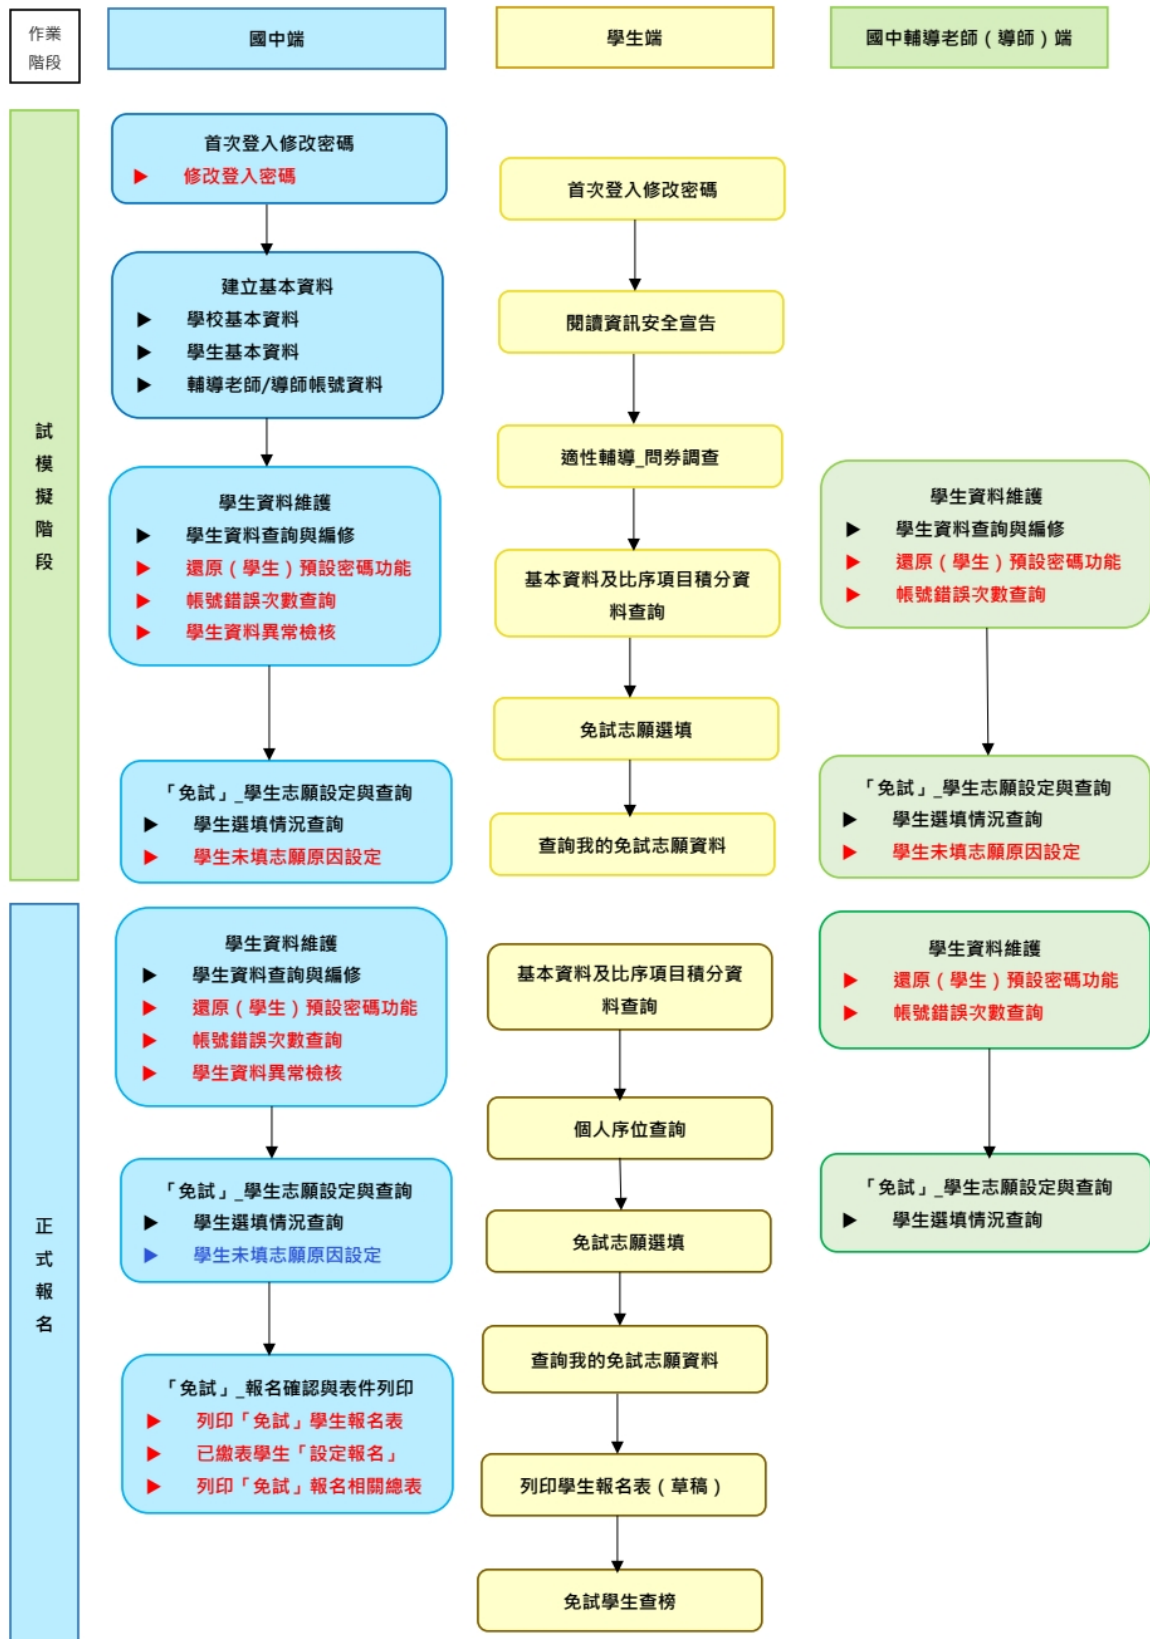 作業
階段
國中端
學生端
國中輔導老師（導師）端
試模擬階段
首次登入修改密碼
▶ 修改登入密碼
建立基本資料
▶ 學校基本資料
▶ 學生基本資料
▶ 輔導老師/導師帳號資料
學生資料維護
▶ 學生資料查詢與編修
▶ 還原（學生）預設密碼功能
▶ 帳號錯誤次數查詢
▶ 學生資料異常檢核
「免試」_學生志願設定與查詢
▶ 學生選填情況查詢
▶ 學生未填志願原因設定
首次登入修改密碼
閱讀資訊安全宣告
適性輔導_問券調查
基本資料及比序項目積分資
料查詢
免試志願選填
查詢我的免試志願資料
學生資料維護
▶ 學生資料查詢與編修
▶ 還原（學生）預設密碼功能
▶ 帳號錯誤次數查詢
「免試」_學生志願設定與查詢
▶ 學生選填情況查詢
▶ 學生未填志願原因設定
正式報名
學生資料維護
▶ 學生資料查詢與編修
▶ 還原（學生）預設密碼功能
▶ 帳號錯誤次數查詢
▶ 學生資料異常檢核
「免試」_學生志願設定與查詢
▶ 學生選填情況查詢
▶ 學生未填志願原因設定
「免試」_報名確認與表件列印
▶ 列印「免試」學生報名表
▶ 已繳表學生「設定報名」
▶ 列印「免試」報名相關總表
基本資料及比序項目積分資
料查詢
個人序位查詢
免試志願選填
查詢我的免試志願資料
列印學生報名表（草稿）
免試學生查榜
學生資料維護
▶ 還原（學生）預設密碼功能
▶ 帳號錯誤次數查詢
「免試」_學生志願設定與查詢
▶ 學生選填情況查詢